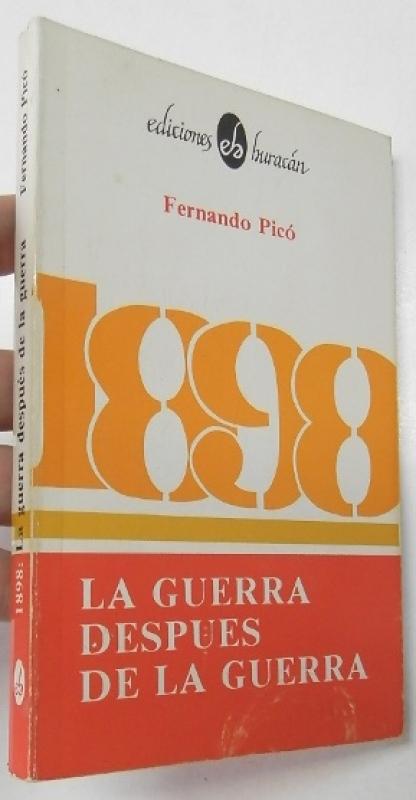 ediciones eh huracán
Fernando Picó
1898
LA GUERRA
DESPUES
DE LA GUERRA
1898: La guerra después de la guerra Fernando Picó